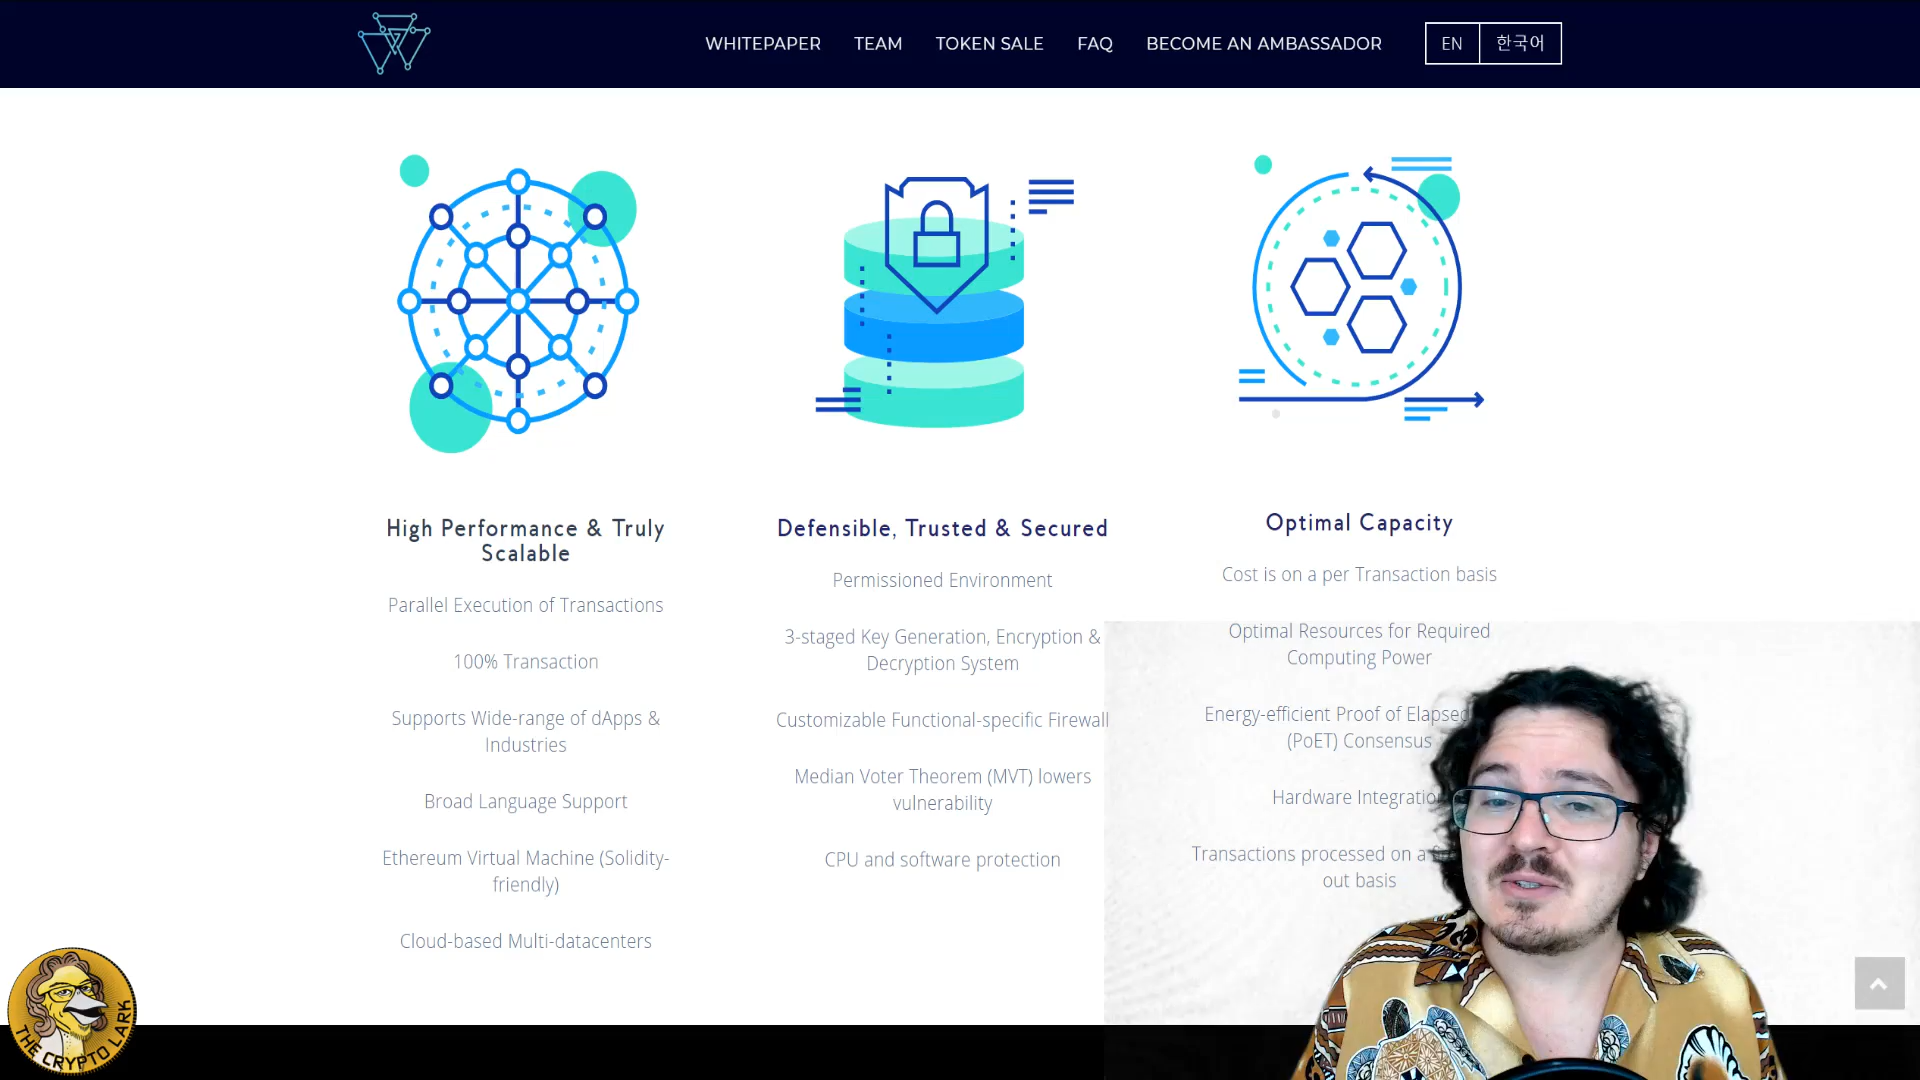 WHITEPAPER TEAM TOKEN SALE FAQ BECOME AN AMBASSADOR EN 한국어
High Performance & Truly
Scalable
Parallel Execution of Transactions
100% Transaction
Supports Wide-range of dApps &
Industries
Broad Language Support
Ethereum Virtual Machine (Solidity-
friendly)
Cloud-based Multi-datacenters
Defensible, Trusted & Secured
Permissioned Environment
3-staged Key Generation, Encryption &
Decryption System
Customizable Functional-specific Firewall
Median Voter Theorem (MVT) lowers
vulnerability
CPU and software protection
Optimal Capacity
Cost is on a per Transaction basis
Optimal Resources for Required
Computing Power
Energy-efficient Proof of Elapsed
(PoET) Consensus
Hardware Integration
Transactions processed on a
out basis
THE CRYPTO LARK